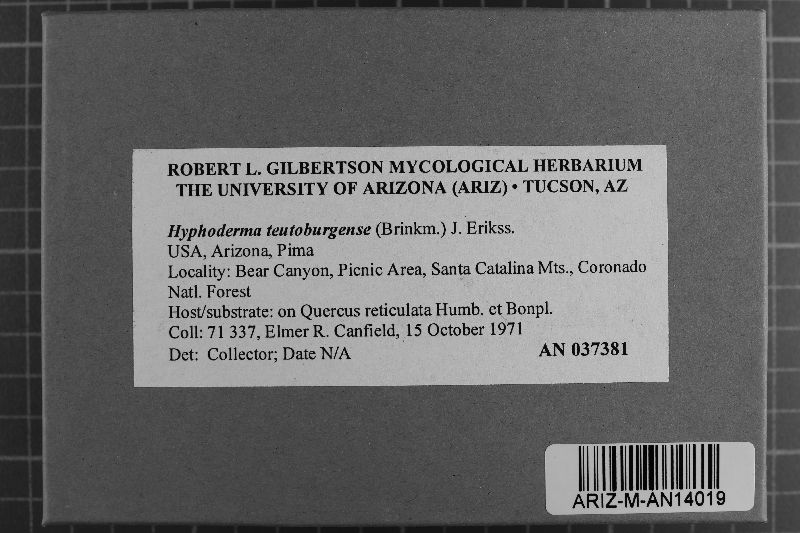 ROBERT L. GILBERTSON MYCOLOGICAL HERBARIUM
THE UNIVERSITY OF ARIZONA (ARIZ) • TUCSON, AZ
Hyphoderma teutoburgense (Brinkm.) J. Erikss.
USA, Arizona, Pima
Locality: Bear Canyon, Picnic Area, Santa Catalina Mts., Coronado
Natl. Forest
Host/substrate: on Quercus reticulata Humb. et Bonpl.
Coll: 71 337, Elmer R. Canfield, 15 October 1971
Det: Collector; Date N/A
AN 037381
ARIZ-M-AN14019